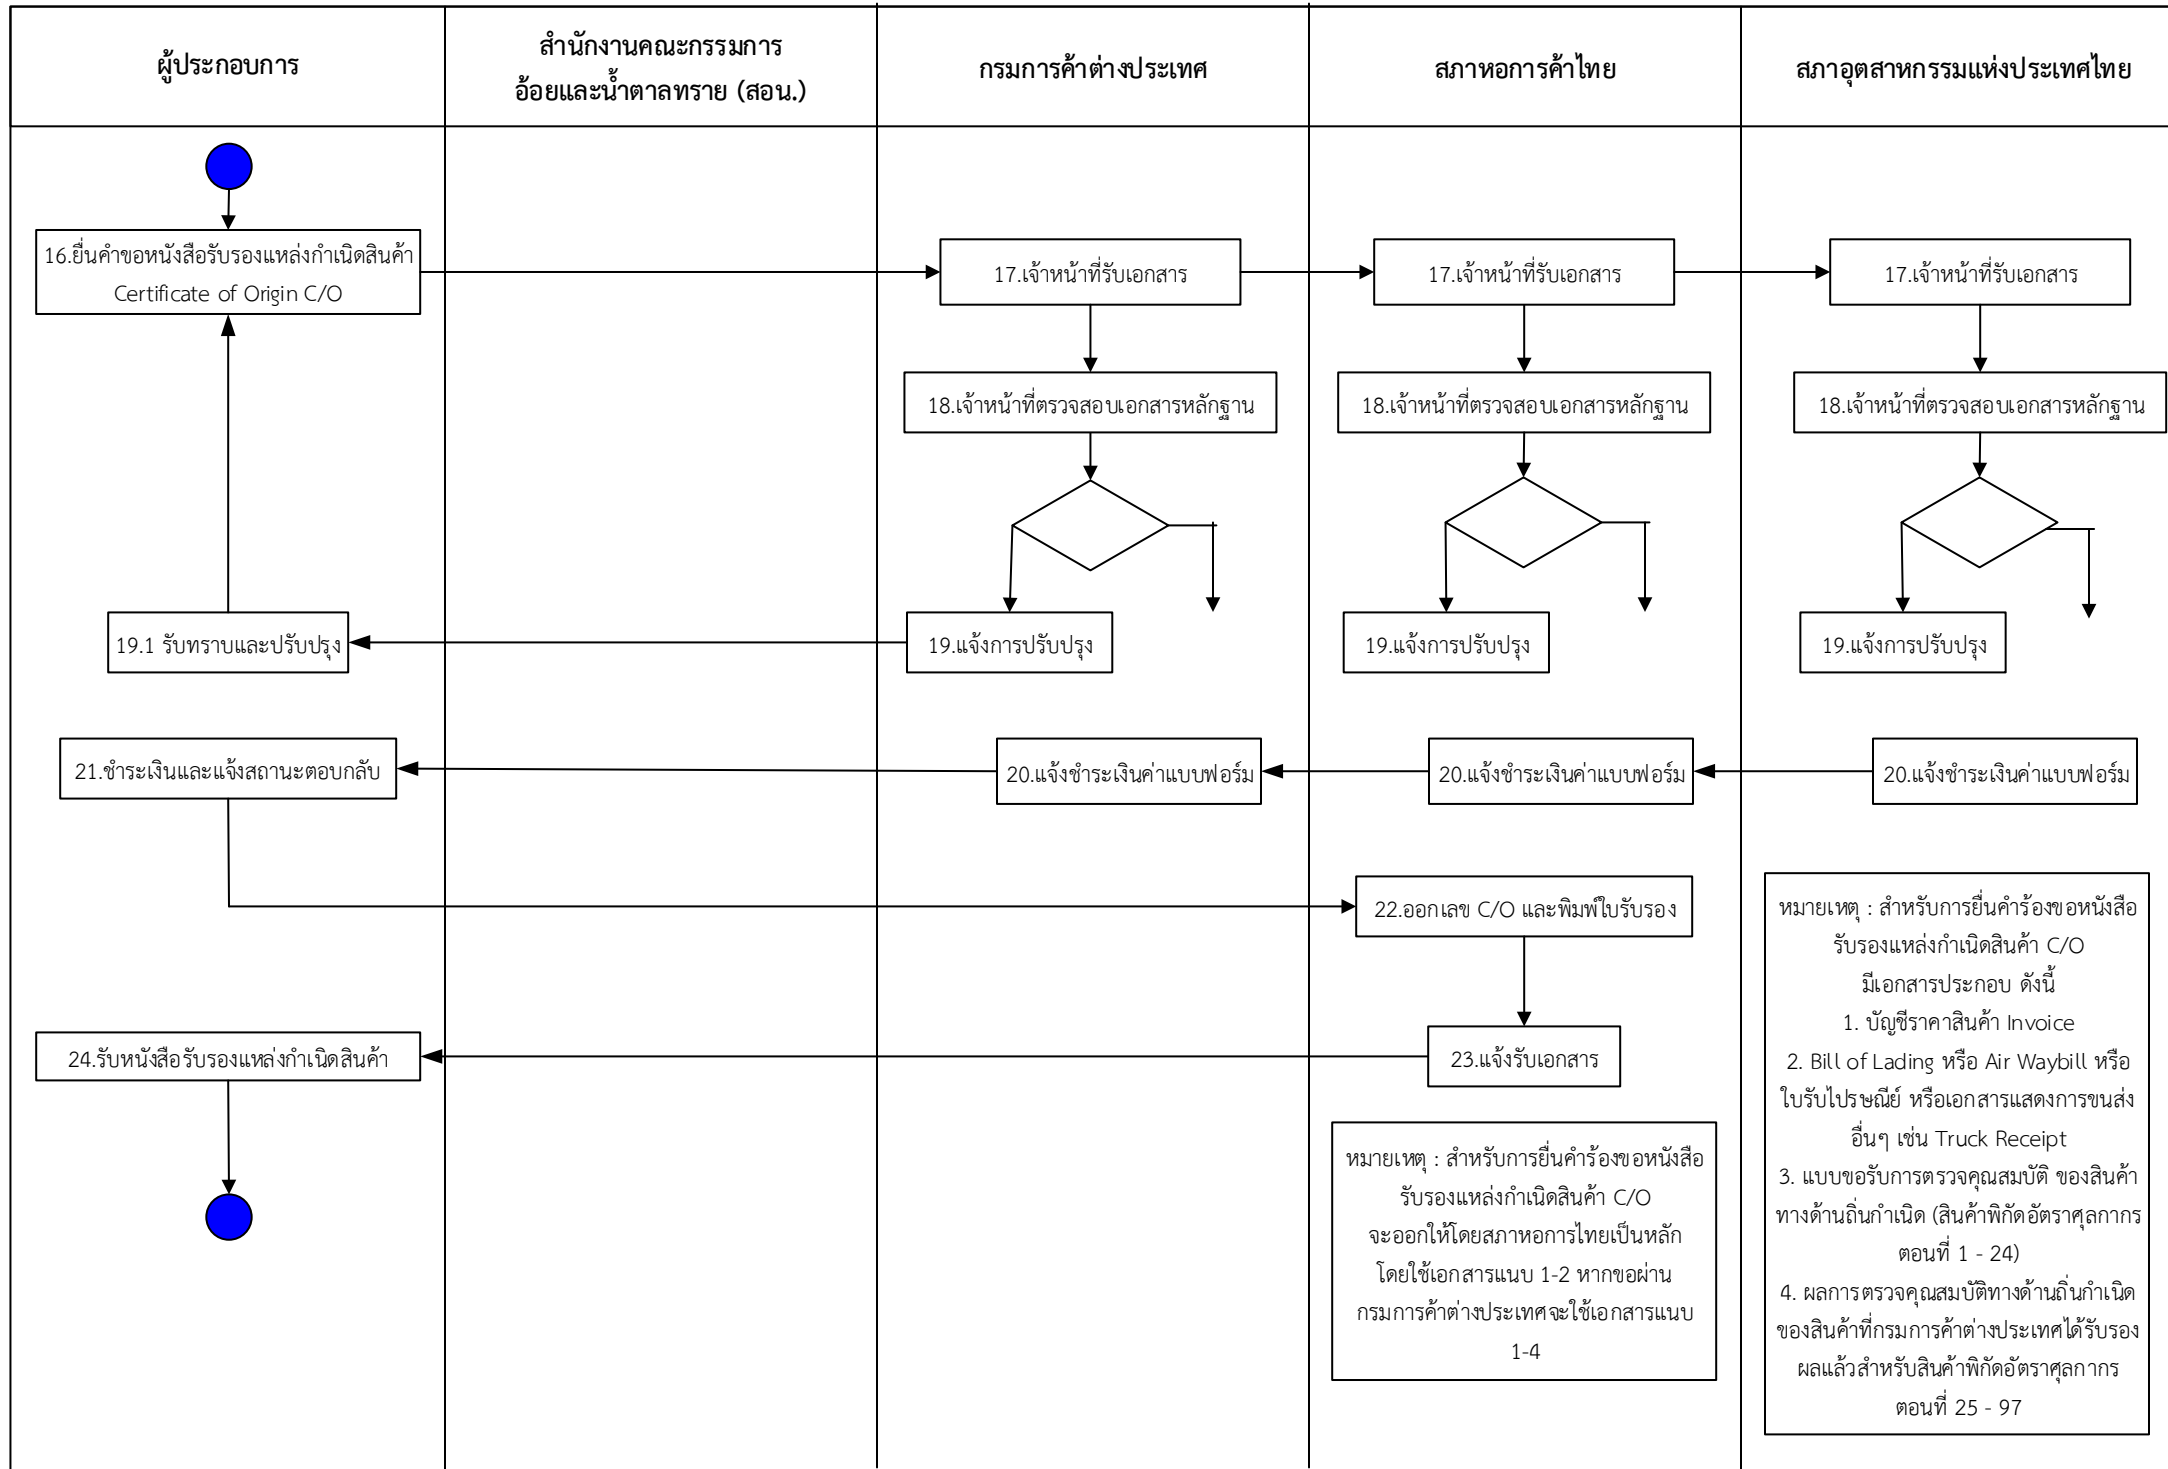 ผู้ประกอบการ
สำนักงานคณะกรรมการ
อ้อยและน้ำตาลทราย (สอน.)
กรมการค้าต่างประเทศ
สภาหอการค้าไทย
สภาอุตสาหกรรมแห่งประเทศไทย
16.ยื่นคำขอหนังสือรับรองแหล่งกำเนิดสินค้า
Certificate of Origin C/O
17.เจ้าหน้าที่รับเอกสาร
17.เจ้าหน้าที่รับเอกสาร
17.เจ้าหน้าที่รับเอกสาร
18.เจ้าหน้าที่ตรวจสอบเอกสารหลักฐาน
18.เจ้าหน้าที่ตรวจสอบเอกสารหลักฐาน
18.เจ้าหน้าที่ตรวจสอบเอกสารหลักฐาน
19.1 รับทราบและปรับปรุง
19.แจ้งการปรับปรุง
19.แจ้งการปรับปรุง
19.แจ้งการปรับปรุง
21.ชำระเงินและแจ้งสถานะตอบกลับ
20.แจ้งชำระเงินค่าแบบฟอร์ม
20.แจ้งชำระเงินค่าแบบฟอร์ม
20.แจ้งชำระเงินค่าแบบฟอร์ม
22.ออกเลข C/O และพิมพ์ใบรับรอง
24.รับหนังสือรับรองแหล่งกำเนิดสินค้า
23.แจ้งรับเอกสาร
หมายเหตุ : สำหรับการยื่นคำร้องขอหนังสือ
รับรองแหล่งกำเนิดสินค้า C/O
จะออกให้โดยสภาหอการไทยเป็นหลัก
โดยใช้เอกสารแนบ 1-2 หากขอผ่าน
กรมการค้าต่างประเทศจะใช้เอกสารแนบ
1-4
หมายเหตุ : สำหรับการยื่นคำร้องขอหนังสือ
รับรองแหล่งกำเนิดสินค้า C/O
มีเอกสารประกอบ ดังนี้
1. บัญชีราคาสินค้า Invoice
2. Bill of Lading หรือ Air Waybill หรือ
ใบรับไปรษณีย์ หรือเอกสารแสดงการขนส่ง
อื่นๆ เช่น Truck Receipt
3. แบบขอรับการตรวจคุณสมบัติ ของสินค้า
ทางด้านถิ่นกำเนิด (สินค้าพิกัดอัตราศุลกากร
ตอนที่ 1 - 24)
4. ผลการตรวจคุณสมบัติทางด้านถิ่นกำเนิด
ของสินค้าที่กรมการค้าต่างประเทศได้รับรอง
ผลแล้วสำหรับสินค้าพิกัดอัตราศุลกากร
ตอนที่ 25 - 97